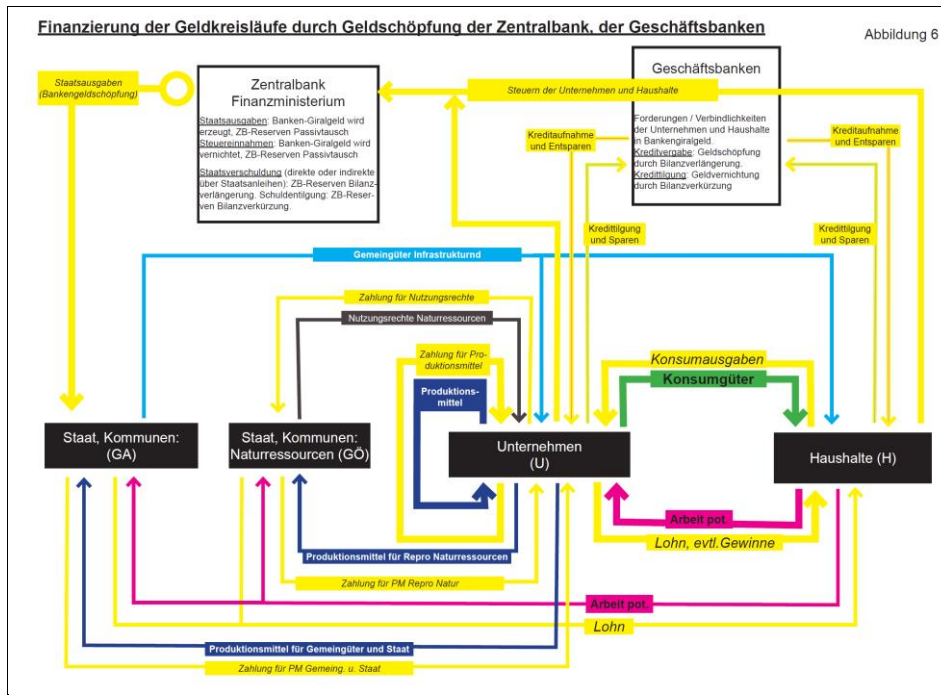 Finanzierung der Geldkreisläufe durch Geldschöpfung der Zentralbank, der Geschäftsbanken
Abbildung 6
Staatsausgaben
(Bankengeldschöpfung)
Zentralbank
Finanzministerium
Staatsausgaben: Banken-Giralgeld wird
erzeugt, ZB-Reserven Passivtausch
Steuereinnahmen: Banken-Giralgeld wird
vernichtet, ZB-Reserven Passivtausch
Staatsverschuldung (direkte oder indirekte
über Staatsanleihen): ZB-Reserven Bilanz-
verlängerung. Schuldentilgung: ZB-Reser-
ven Bilanzverkürzung.
Steuern der Unternehmen und Haushalte
Geschäftsbanken
Forderungen / Verbindlichkeiten
der Unternehmen und Haushalte
in Bankengiralgeld.
Kreditvergabe: Geldschöpfung
durch Bilanzverlängerung.
Kredittilgung: Geldvernichtung
durch Bilanzverkürzung
Kreditaufnahme
und Entsparen
Kreditaufnahme
und Entsparen
Kredittilgung
und Sparen
Kredittilgung
und Sparen
Gemeingüter Infrastrukturnd
Zahlung für Nutzungsrechte
Nutzungsrechte Naturressourcen
Zahlung für Pro-
duktionsmittel
Produktions-
mittel
Konsumausgaben
Konsumgüter
Staat, Kommunen:
(GA)
Staat, Kommunen:
Naturressourcen (GÖ)
Unternehmen
(U)
Haushalte (H)
Arbeit pot.
Lohn, evtl.Gewinne
Produktionsmittel für Repro Naturressourcen
Zahlung für PM Repro Natur
Arbeit pot.
Lohn
Produktionsmittel für Gemeingüter und Staat
Zahlung für PM Gemeing. u. Staat